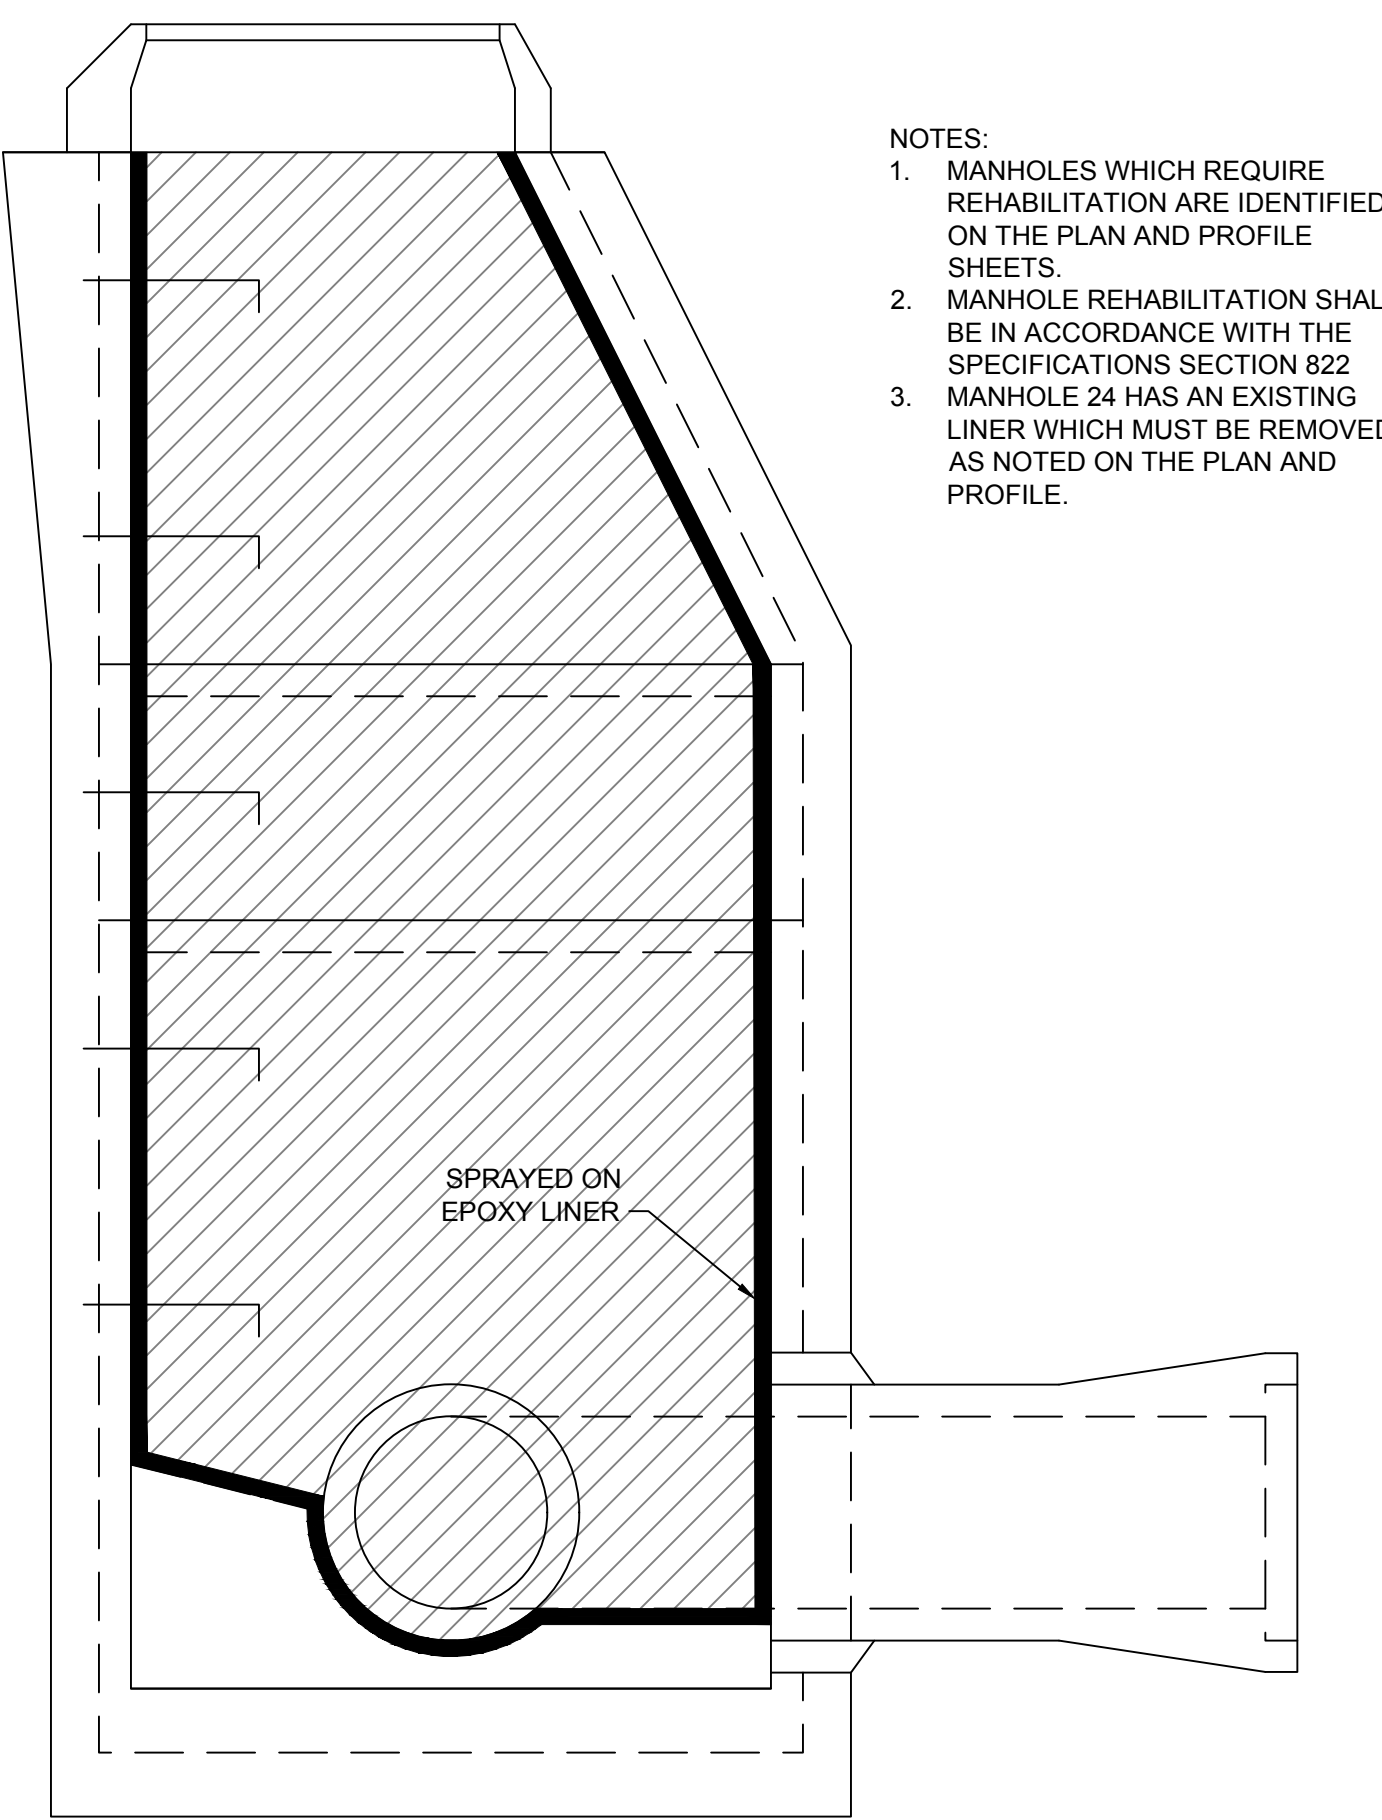 NOTES:
1. MANHOLES WHICH REQUIRE
REHABILITATION ARE IDENTIFIED
ON THE PLAN AND PROFILE
SHEETS.
2. MANHOLE REHABILITATION SHAL
BE IN ACCORDANCE WITH THE
SPECIFICATIONS SECTION 822
3. MANHOLE 24 HAS AN EXISTING
LINER WHICH MUST BE REMOVED
AS NOTED ON THE PLAN AND
PROFILE.
SPRAYED ON
EPOXY LINER